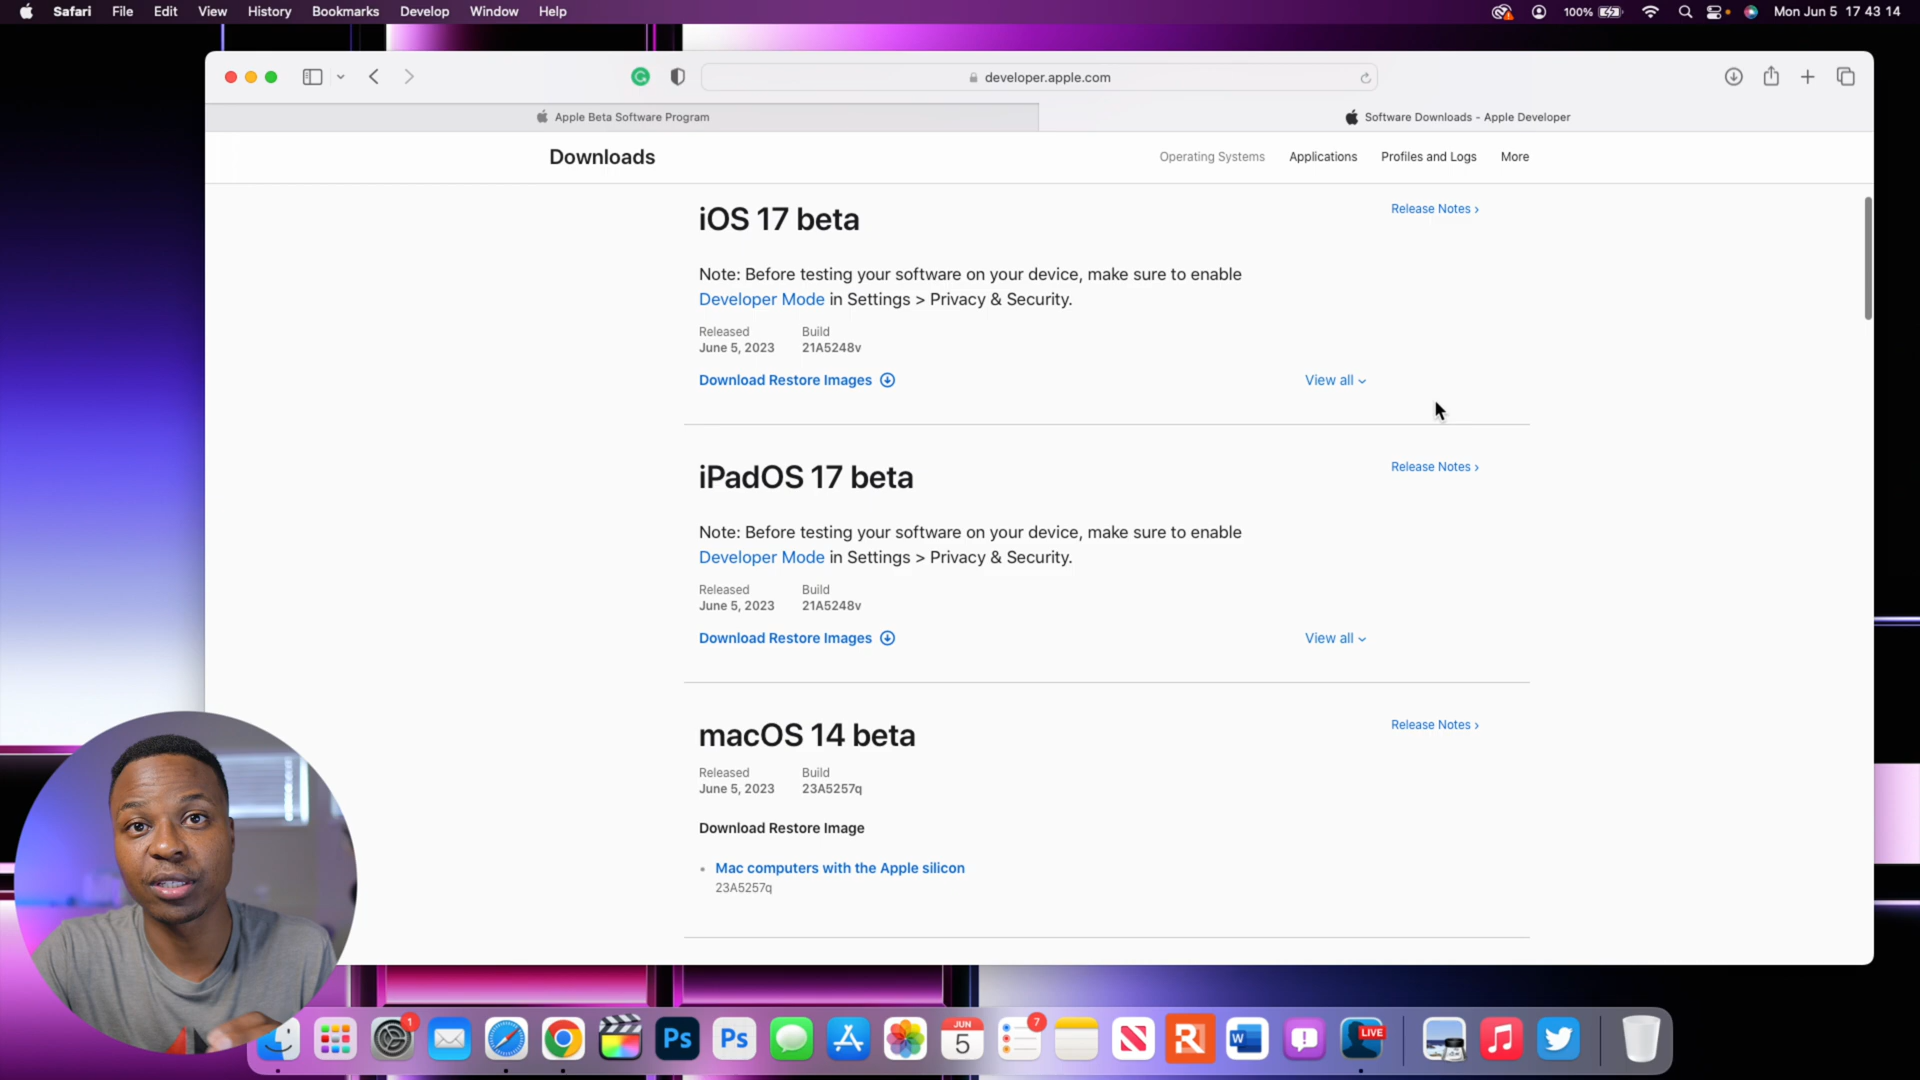 Safari File Edit View History Bookmarks Develop Window Help 100% Mon Jun 5 17 43 14
developer.apple.com
Apple Beta Software Program
Software Downloads - Apple Developer
Downloads
Operating Systems Applications Profiles and Logs More
iOS 17 beta
Release Notes ›
Note: Before testing your software on your device, make sure to enable
Developer Mode in Settings > Privacy & Security.
Released Build
June 5, 2023 21A5248v
Download Restore Images
View all
iPadOS 17 beta
Release Notes ›
Note: Before testing your software on your device, make sure to enable
Developer Mode in Settings > Privacy & Security.
Released Build
June 5, 2023 21A5248v
Download Restore Images
View all
macOS 14 beta
Release Notes ›
Released Build
June 5, 2023 23A5257q
Download Restore Image
• Mac computers with the Apple silicon
23A5257q
1
Ps
Ps
JUN
5
7
N
R
W
LIVE